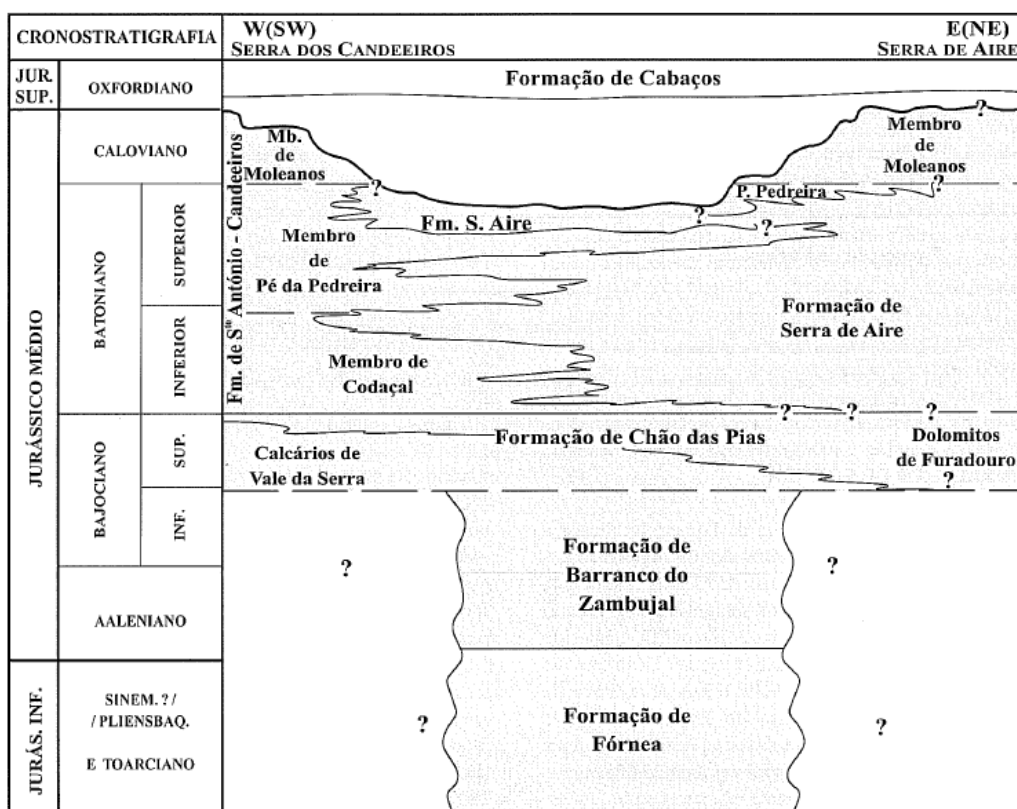 CRONOSTRATIGRAFIA
W(SW)
SERRA DOS CANDEEIROS
E(NE)
SERRA DE AIRE
JUR.
SUP.
OXFORDIANO
Formação de Cabaços
JURÁSSICO MÉDIO
CALOVIANO
Mb.
de
Moleanos
?
Membro
de
Moleanos
Fm. de Sto António - Candeeiros
BATONIANO
SUPERIOR
?
P. Pedreira
?
Fm. S. Aire
?
?
Membro
de
Pé da Pedreira
INFERIOR
Formação de
Serra de Aire
Membro de
Codaçal
? ? ?
BAJOCIANO
SUP.
Formação de Chão das Pias
Calcários de
Vale da Serra
Dolomitos
de Furadouro
?
INF.
?
Formação de
Barranco do
Zambujal
?
AALENIANO
JURÁS. INF.
SINEM. ? /
/ PLIENSBAQ.
E TOARCIANO
?
Formação de
Fórnea
?